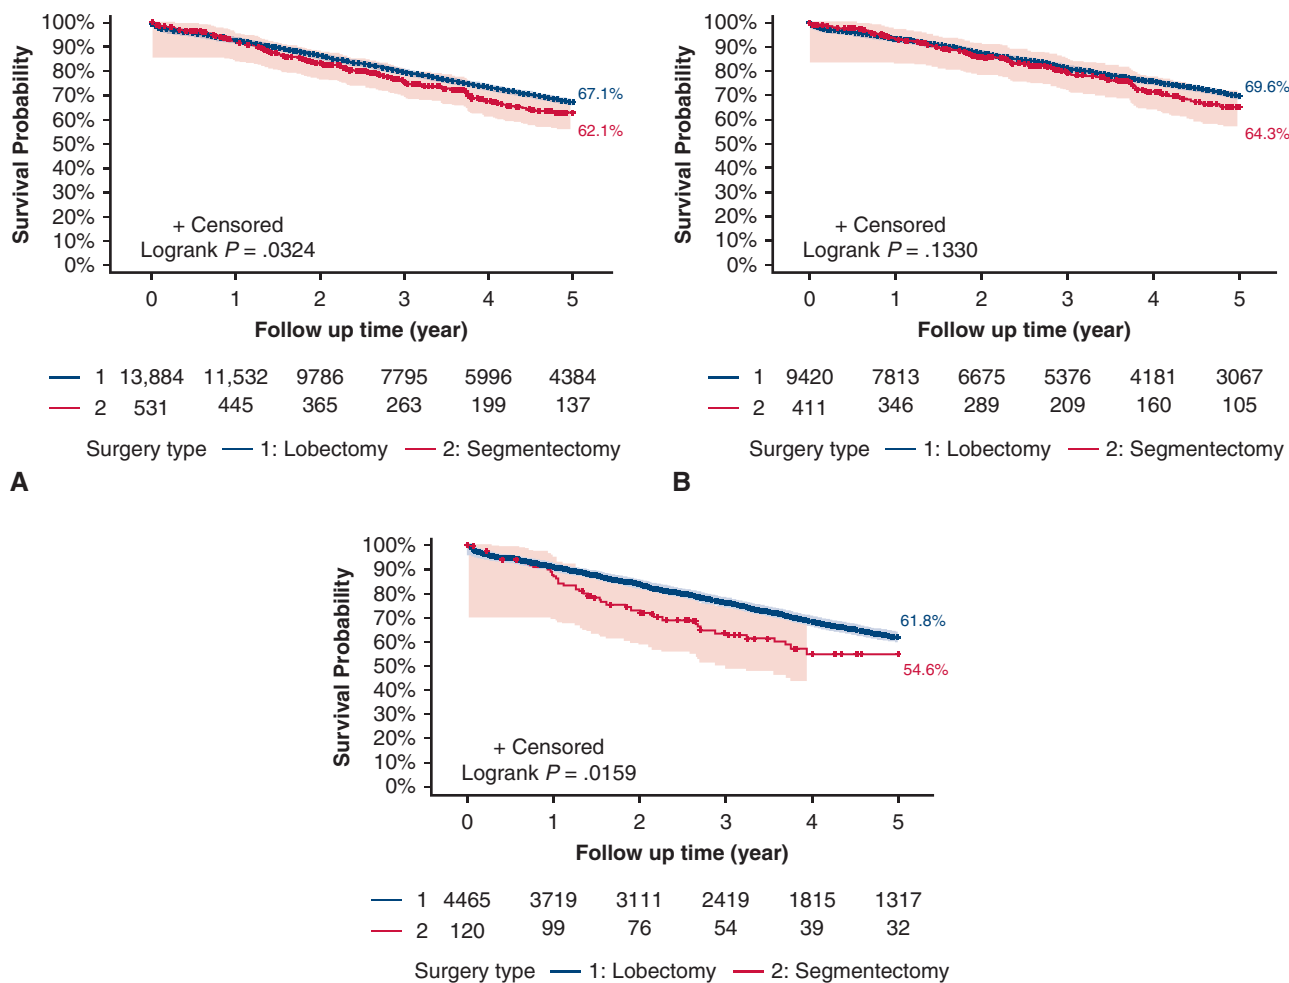 100%
90%
80%
70%
60%
50%
40%
30%
20%
10%
0%
Survival Probability
67.1%
62.1%
+ Censored
Logrank P = .0324
0 1 2 3 4 5
Follow up time (year)
1 13,884 11,532 9786 7795 5996 4384
2 531 445 365 263 199 137
Surgery type 1: Lobectomy 2: Segmentectomy
A
100%
90%
80%
70%
60%
50%
40%
30%
20%
10%
0%
Survival Probability
69.6%
64.3%
+ Censored
Logrank P = .1330
0 1 2 3 4 5
Follow up time (year)
1 9420 7813 6675 5376 4181 3067
2 411 346 289 209 160 105
Surgery type 1: Lobectomy 2: Segmentectomy
B
100%
90%
80%
70%
60%
50%
40%
30%
20%
10%
0%
Survival Probability
61.8%
54.6%
+ Censored
Logrank P = .0159
0 1 2 3 4 5
Follow up time (year)
1 4465 3719 3111 2419 1815 1317
2 120 99 76 54 39 32
Surgery type 1: Lobectomy 2: Segmentectomy